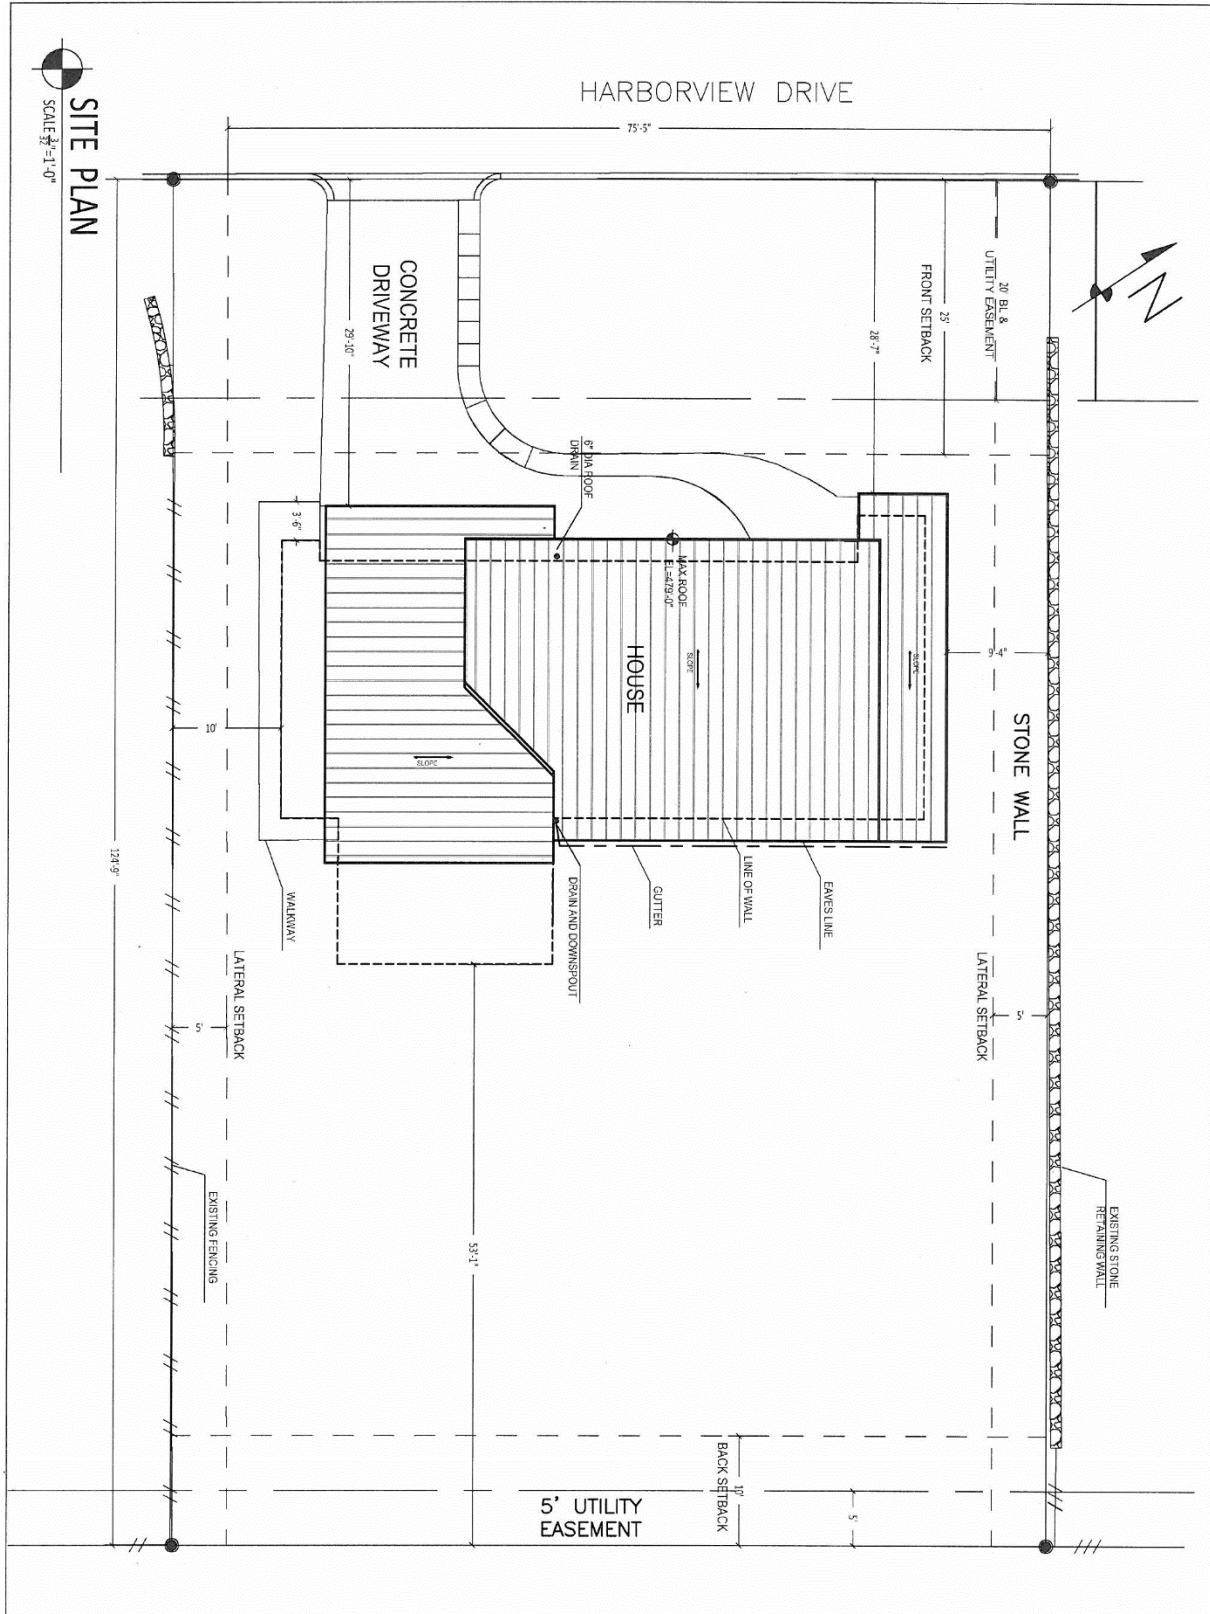 HARBORVIEW DRIVE
75'-5"
SITE PLAN
SCALE 3/32"=1'-0"
N
20' BL &
UTILITY EASEMENT
25'
FRONT SETBACK
28'-7"
29'-10"
CONCRETE
DRIVEWAY
6" DIA ROOF
DRAIN
3'-6"
MAX.ROOF
EL=479'-0"
HOUSE
SLOPE
SLOPE
SLOPE
9'-4"
10'
STONE WALL
124'-9"
WALKWAY
DRAIN AND DOWNSPOUT
GUTTER
LINE OF WALL
EAVES LINE
LATERAL SETBACK
5'
LATERAL SETBACK
5'
EXISTING FENCING
53'-1"
EXISTING STONE
RETAINING WALL
BACK SETBACK
10'
5'
5' UTILITY
EASEMENT